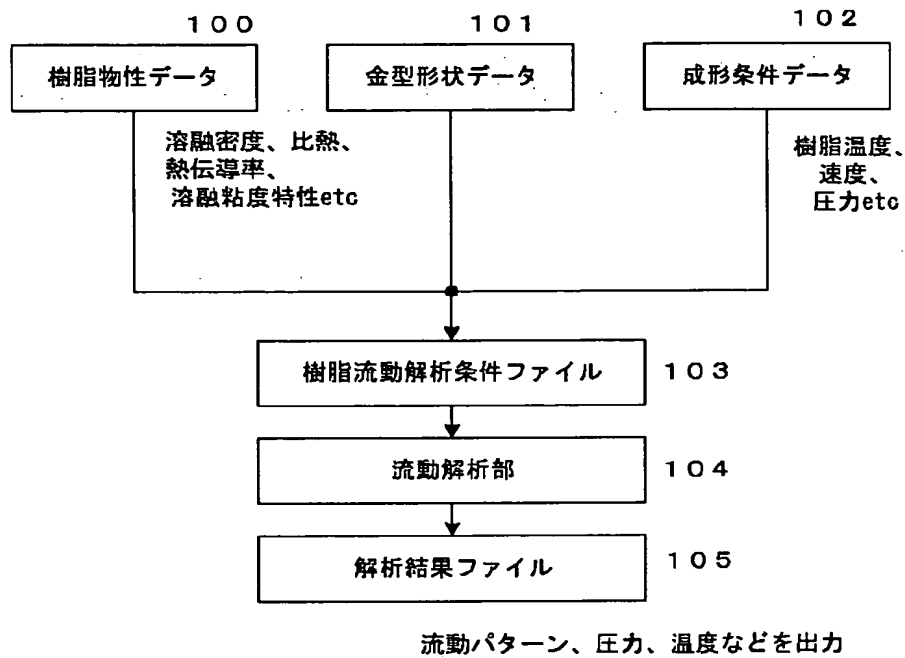 100
101
102
樹脂物性データ
金型形状データ
成形条件データ
溶融密度、比熱、
熱伝導率、
溶融粘度特性etc
樹脂温度、
速度、
圧力etc
樹脂流動解析条件ファイル
103
流動解析部
104
解析結果ファイル
105
流動パターン、圧力、温度などを出力